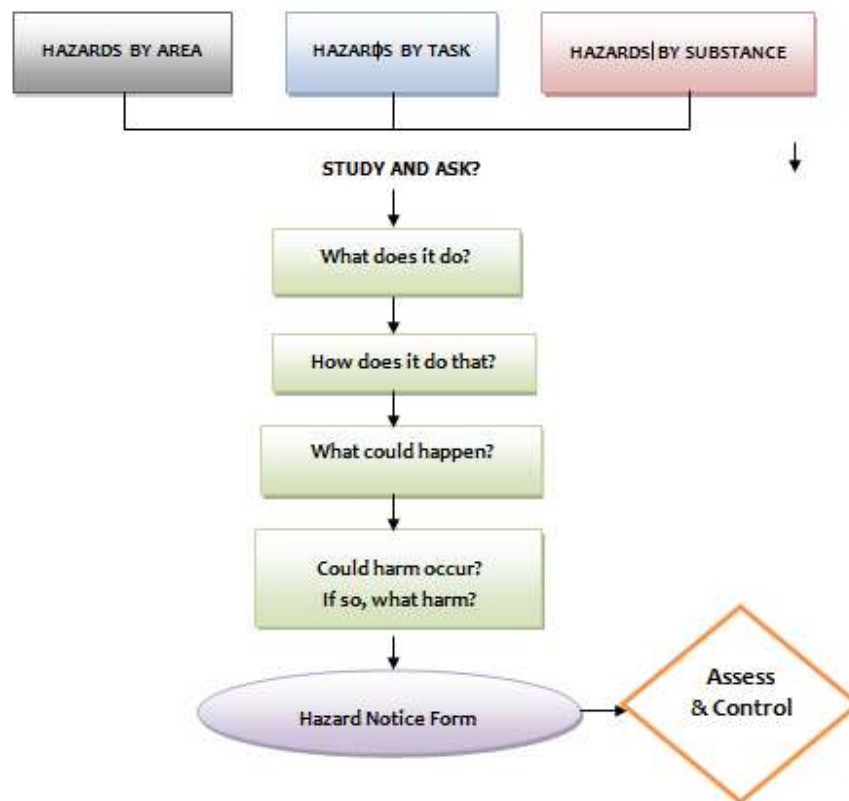 HAZARDS BY AREA
HAZARDS BY TASK
HAZARDS BY SUBSTANCE
STUDY AND ASK?
What does it do?
How does it do that?
What could happen?
Could harm occur?
If so, what harm?
Hazard Notice Form
Assess
& Control